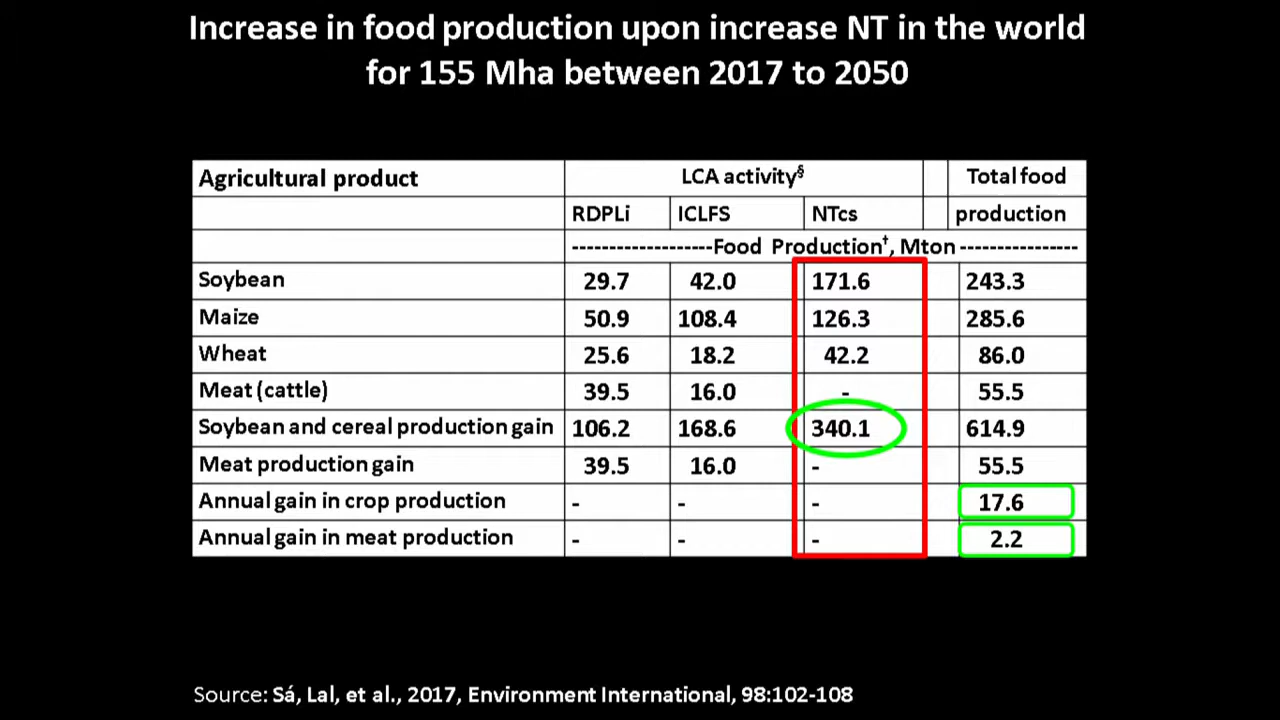 Increase in food production upon increase NT in the world
for 155 Mha between 2017 to 2050
Agricultural product LCA activity§ Total food
RDPLi ICLFS NTcs production
-------------------Food Production†, Mton ----------------
Soybean 29.7 42.0 171.6 243.3
Maize 50.9 108.4 126.3 285.6
Wheat 25.6 18.2 42.2 86.0
Meat (cattle) 39.5 16.0 - 55.5
Soybean and cereal production gain 106.2 168.6 340.1 614.9
Meat production gain 39.5 16.0 - 55.5
Annual gain in crop production - - - 17.6
Annual gain in meat production - - - 2.2
Source: Sá, Lal, et al., 2017, Environment International, 98:102-108